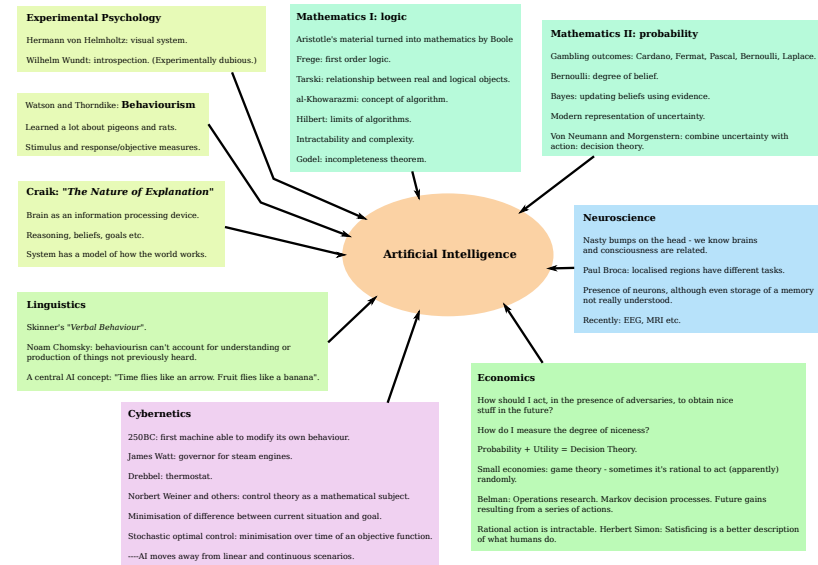 Experimental Psychology
Hermann von Helmholtz: visual system.
Wilhelm Wundt: introspection. (Experimentally dubious.)
Watson and Thorndike: Behaviourism
Learned a lot about pigeons and rats.
Stimulus and response/objective measures.
Craik: "The Nature of Explanation"
Brain as an information processing device.
Reasoning, beliefs, goals etc.
System has a model of how the world works.
Linguistics
Skinner's "Verbal Behaviour".
Noam Chomsky: behaviourisn can't account for understanding or
production of things not previously heard.
A central AI concept: "Time flies like an arrow. Fruit flies like a banana".
Cybernetics
250BC: first machine able to modify its own behaviour.
James Watt: governor for steam engines.
Drebbel: thermostat.
Norbert Weiner and others: control theory as a mathematical subject.
Minimisation of difference between current situation and goal.
Stochastic optimal control: minimisation over time of an objective function.
----AI moves away from linear and continuous scenarios.
Mathematics I: logic
Aristotle's material turned into mathematics by Boole
Frege: first order logic.
Tarski: relationship between real and logical objects.
al-Khowarazmi: concept of algorithm.
Hilbert: limits of algorithms.
Intractability and complexity.
Godel: incompleteness theorem.
Artificial Intelligence
Mathematics II: probability
Gambling outcomes: Cardano, Fermat, Pascal, Bernoulli, Laplace.
Bernoulli: degree of belief.
Bayes: updating beliefs using evidence.
Modern representation of uncertainty.
Von Neumann and Morgenstern: combine uncertainty with
action: decision theory.
Neuroscience
Nasty bumps on the head - we know brains
and consciousness are related.
Paul Broca: localised regions have different tasks.
Presence of neurons, although even storage of a memory
not really understood.
Recently: EEG, MRI etc.
Economics
How should I act, in the presence of adversaries, to obtain nice
stuff in the future?
How do I measure the degree of niceness?
Probability + Utility = Decision Theory.
Small economies: game theory - sometimes it's rational to act (apparently)
randomly.
Belman: Operations research. Markov decision processes. Future gains
resulting from a series of actions.
Rational action is intractable. Herbert Simon: Satisficing is a better description
of what humans do.